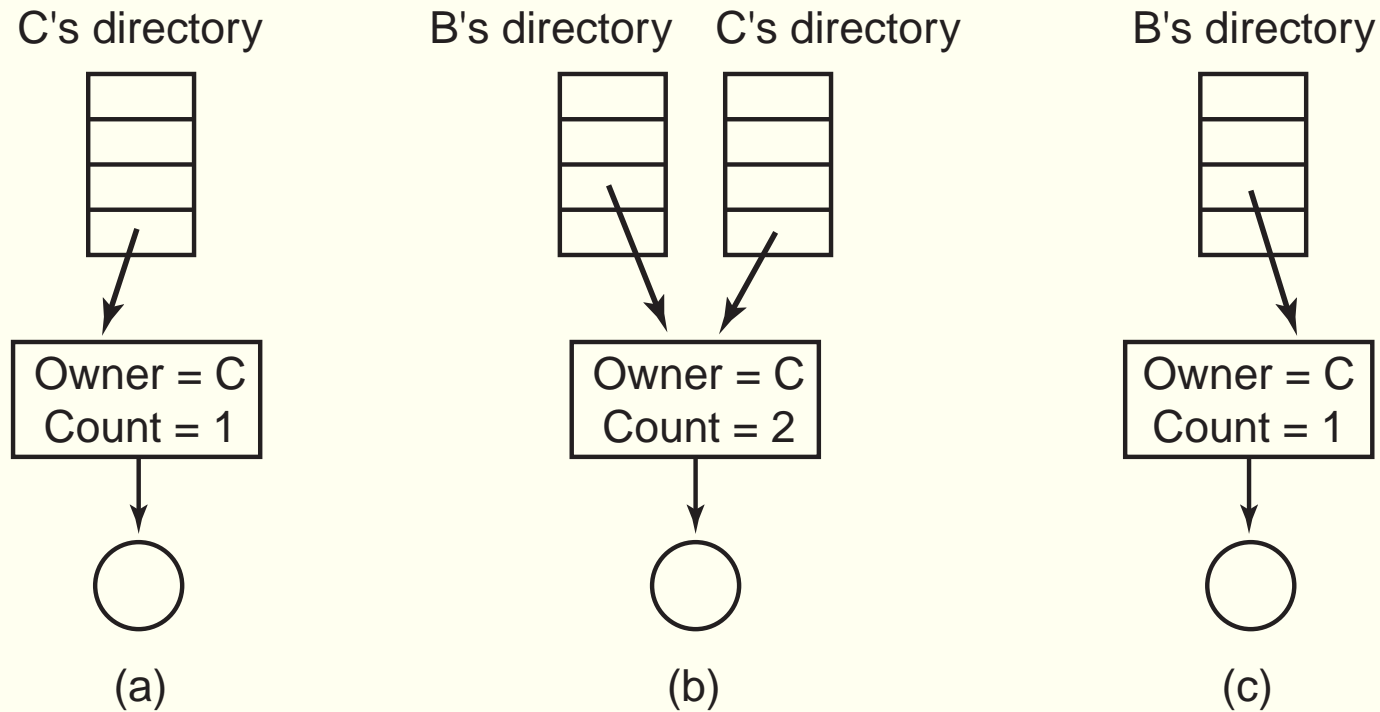 C's directory
B's directory
C's directory
B's directory
Owner = C
Count = 1
Owner = C
Count = 2
Owner = C
Count = 1
(a)
(b)
(c)